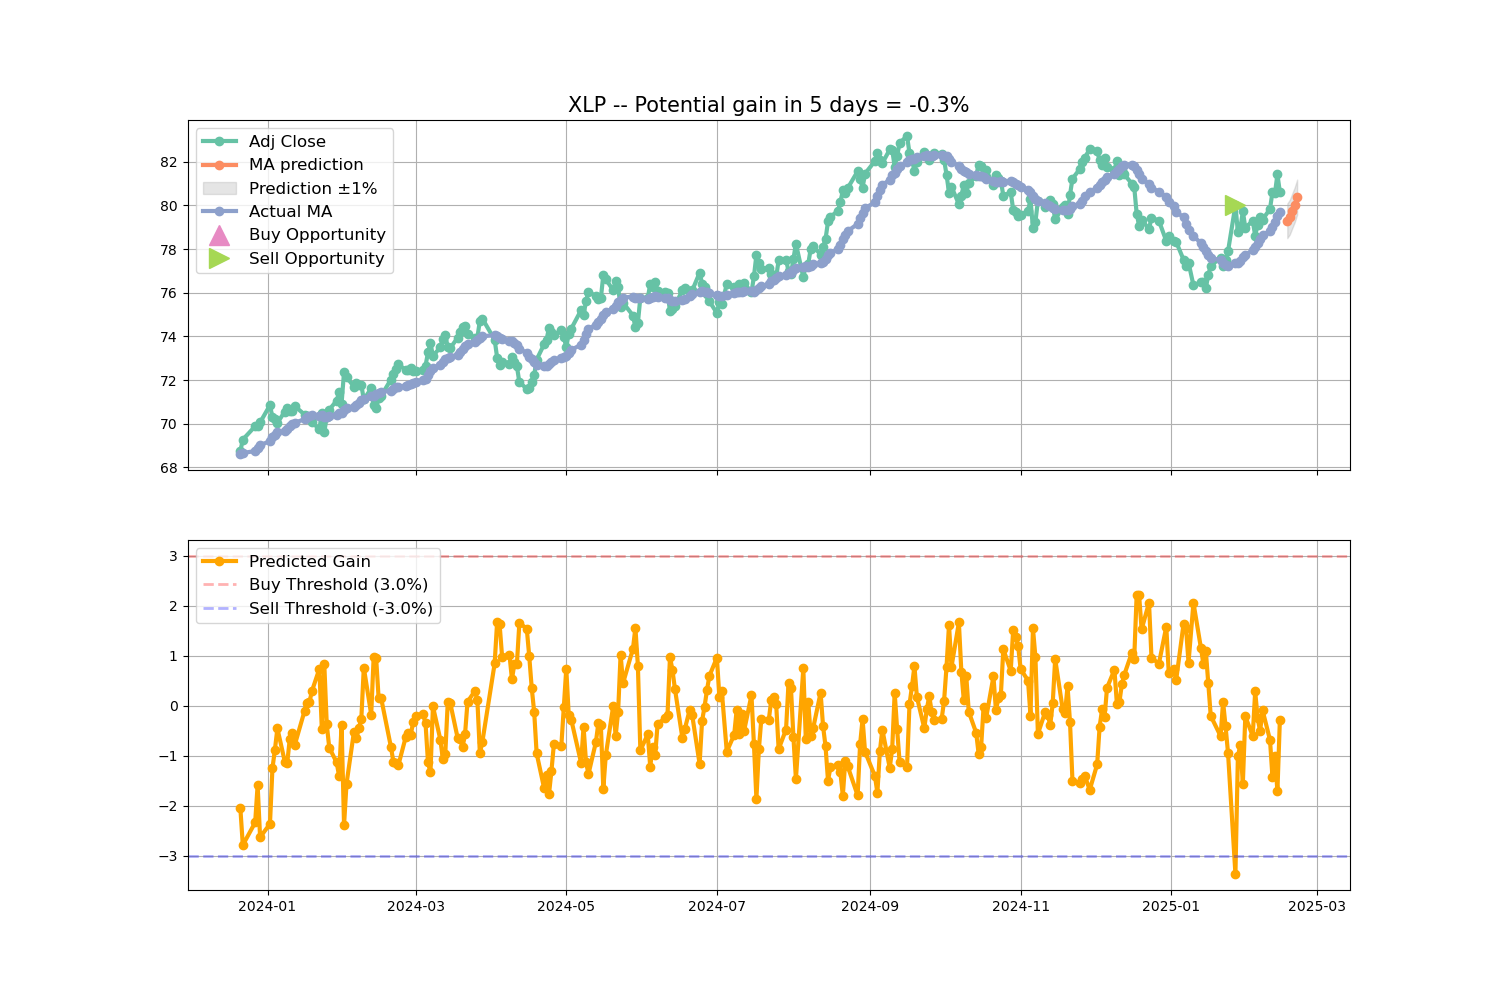 XLP -- Potential gain in 5 days = -0.3%
Adj Close
MA prediction
Prediction ±1%
Actual MA
Buy Opportunity
Sell Opportunity
82
80
78
76
74
72
70
68
Predicted Gain
Buy Threshold (3.0%)
Sell Threshold (-3.0%)
3
2
1
0
−1
−2
−3
2024-01
2024-03
2024-05
2024-07
2024-09
2024-11
2025-01
2025-03